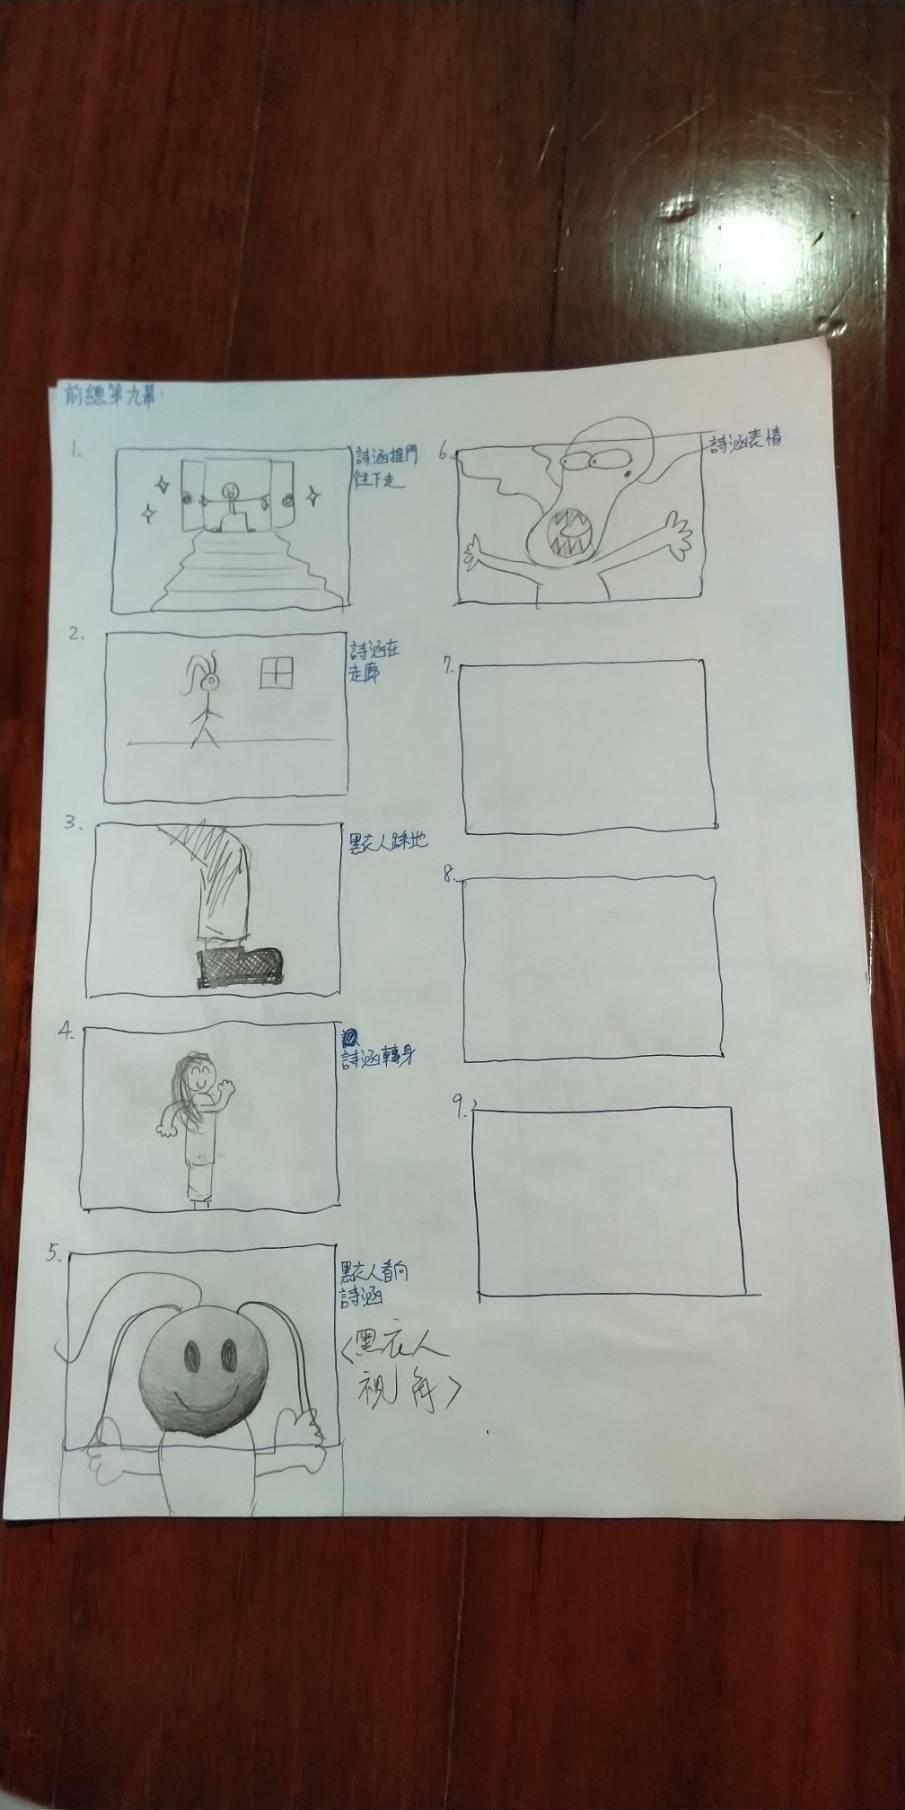 前總第九幕:
1.
詩涵推門
往下走
2.
詩涵在
走廊
3.
黑衣人踩地
4.
詩涵轉身
5.
黑衣人看向
詩涵
<黑衣人
視角>
6.
詩涵表情
7.
8.
9.